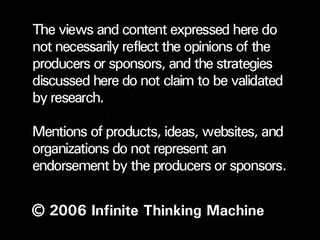 The views and content expressed here do
not necessarily reflect the opinions of the
producers or sponsors, and the strategies
discussed here do not claim to be validated
by research.
Mentions of products, ideas, websites, and
organizations do not represent an
endorsement by the producers or sponsors.
© 2006 Infinite Thinking Machine